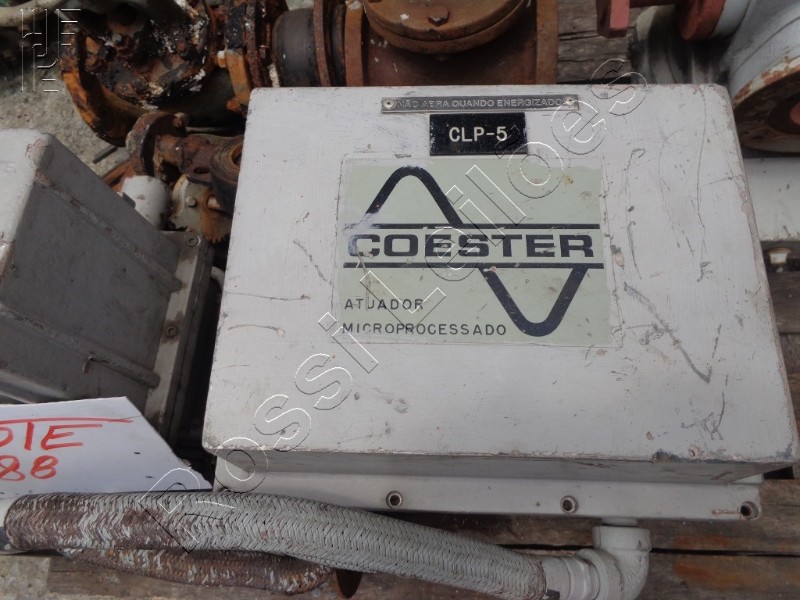 NÃO ABRA QUANDO ENERGIZADO
CLP-5
COESTER
ATUADOR
MICROPROCESSADO
OTE
88
Rossi Leilões